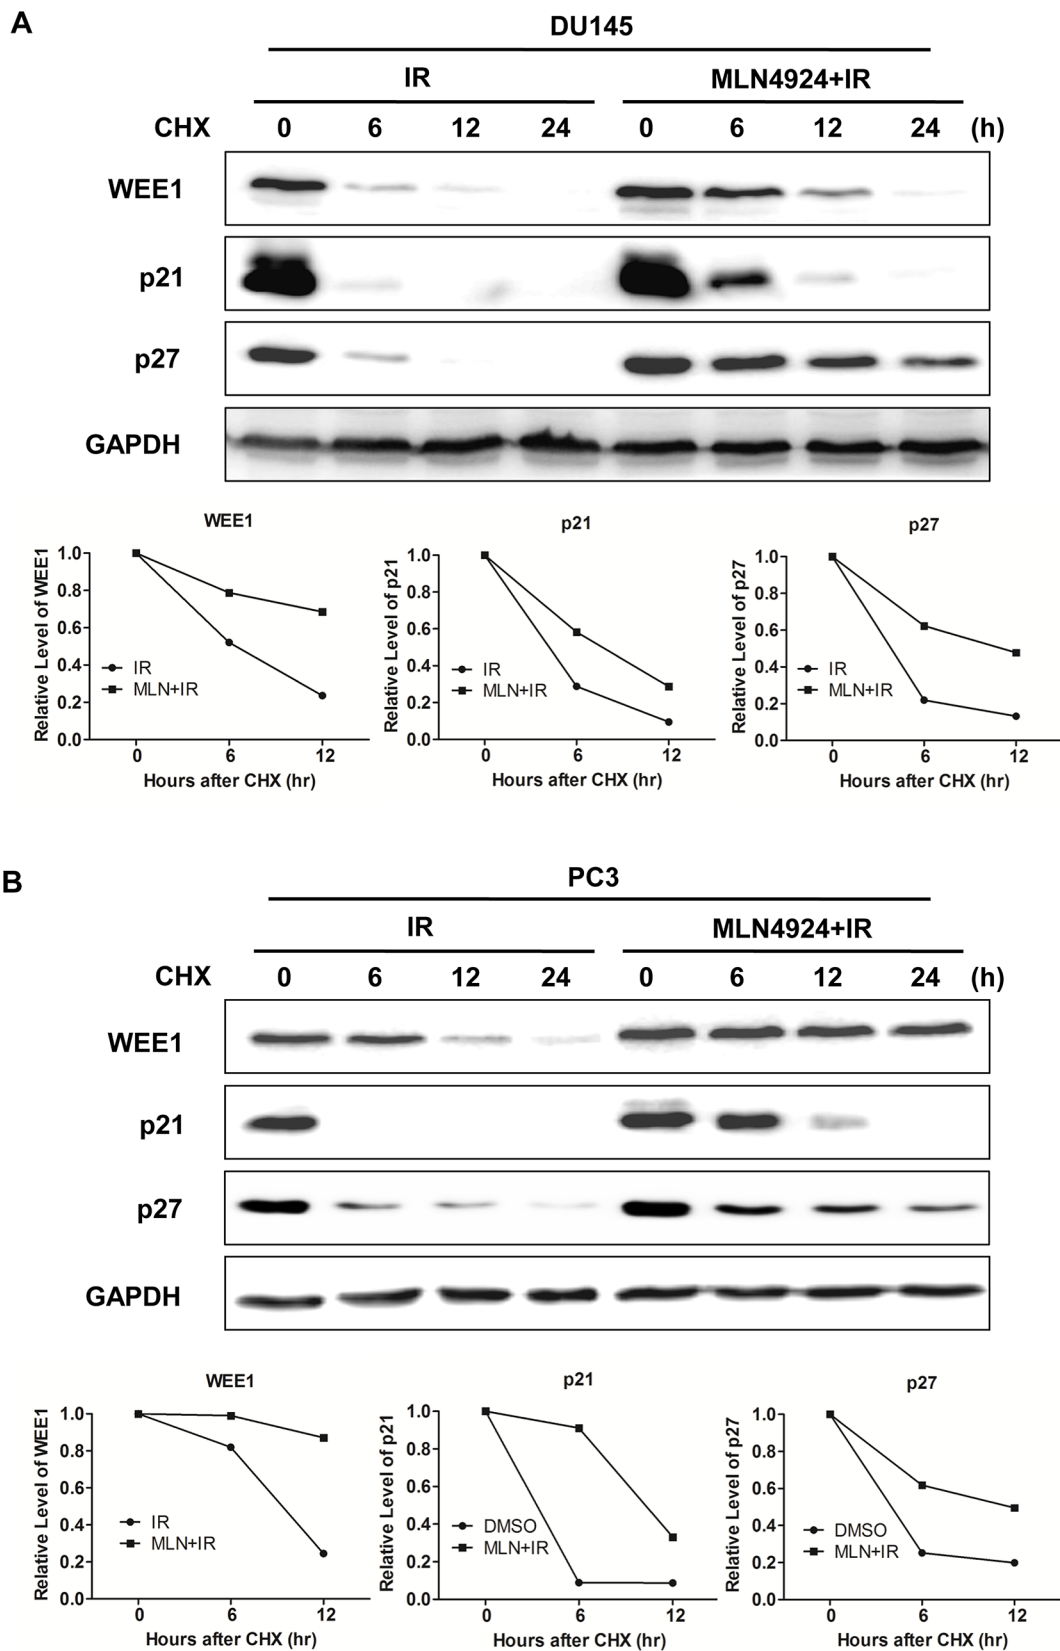 A
DU145
IR MLN4924+IR
CHX 0 6 12 24 0 6 12 24 (h)
WEE1
p21
p27
GAPDH
WEE1
Relative Level of WEE1
1.0
0.8
0.6
0.4
0.2
0.0
IR
MLN+IR
0 6 12
Hours after CHX (hr)
p21
Relative Level of p21
1.0
0.8
0.6
0.4
0.2
0.0
IR
MLN+IR
0 6 12
Hours after CHX (hr)
p27
Relative Level of p27
1.0
0.8
0.6
0.4
0.2
0.0
IR
MLN+IR
0 6 12
Hours after CHX (hr)
B
PC3
IR MLN4924+IR
CHX 0 6 12 24 0 6 12 24 (h)
WEE1
p21
p27
GAPDH
WEE1
Relative Level of WEE1
1.0
0.8
0.6
0.4
0.2
0.0
IR
MLN+IR
0 6 12
Hours after CHX (hr)
p21
Relative Level of p21
1.0
0.8
0.6
0.4
0.2
0.0
DMSO
MLN+IR
0 6 12
Hours after CHX (hr)
p27
Relative Level of p27
1.0
0.8
0.6
0.4
0.2
0.0
DMSO
MLN+IR
0 6 12
Hours after CHX (hr)